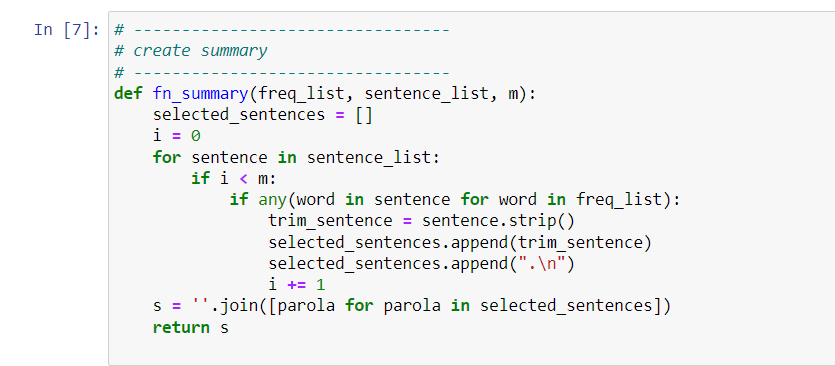 In [7]: # ---------------------------------
# create summary
# ---------------------------------
def fn_summary(freq_list, sentence_list, m):
    selected_sentences = []
    i = 0
    for sentence in sentence_list:
        if i < m:
            if any(word in sentence for word in freq_list):
                trim_sentence = sentence.strip()
                selected_sentences.append(trim_sentence)
                selected_sentences.append(".\n")
                i += 1
    s = ''.join([parola for parola in selected_sentences])
    return s